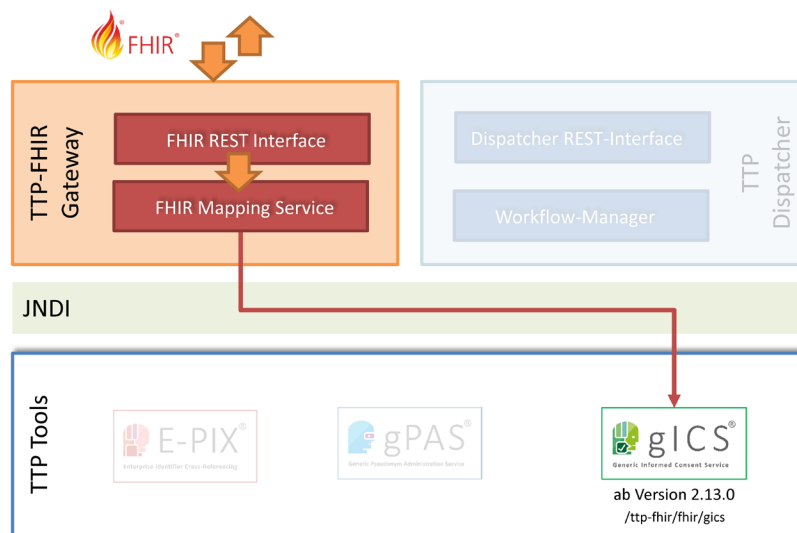 FHIR®
TTP-FHIR
Gateway
FHIR REST Interface
FHIR Mapping Service
Dispatcher REST-Interface
Workflow-Manager
TTP
Dispatcher
JNDI
TTP Tools
E-PIX®
Enterprise Identifier Cross-Referencing
gPAS®
Generic Pseudonym Administration Service
gICS®
Generic Informed Consent Service
ab Version 2.13.0
/ttp-fhir/fhir/gics